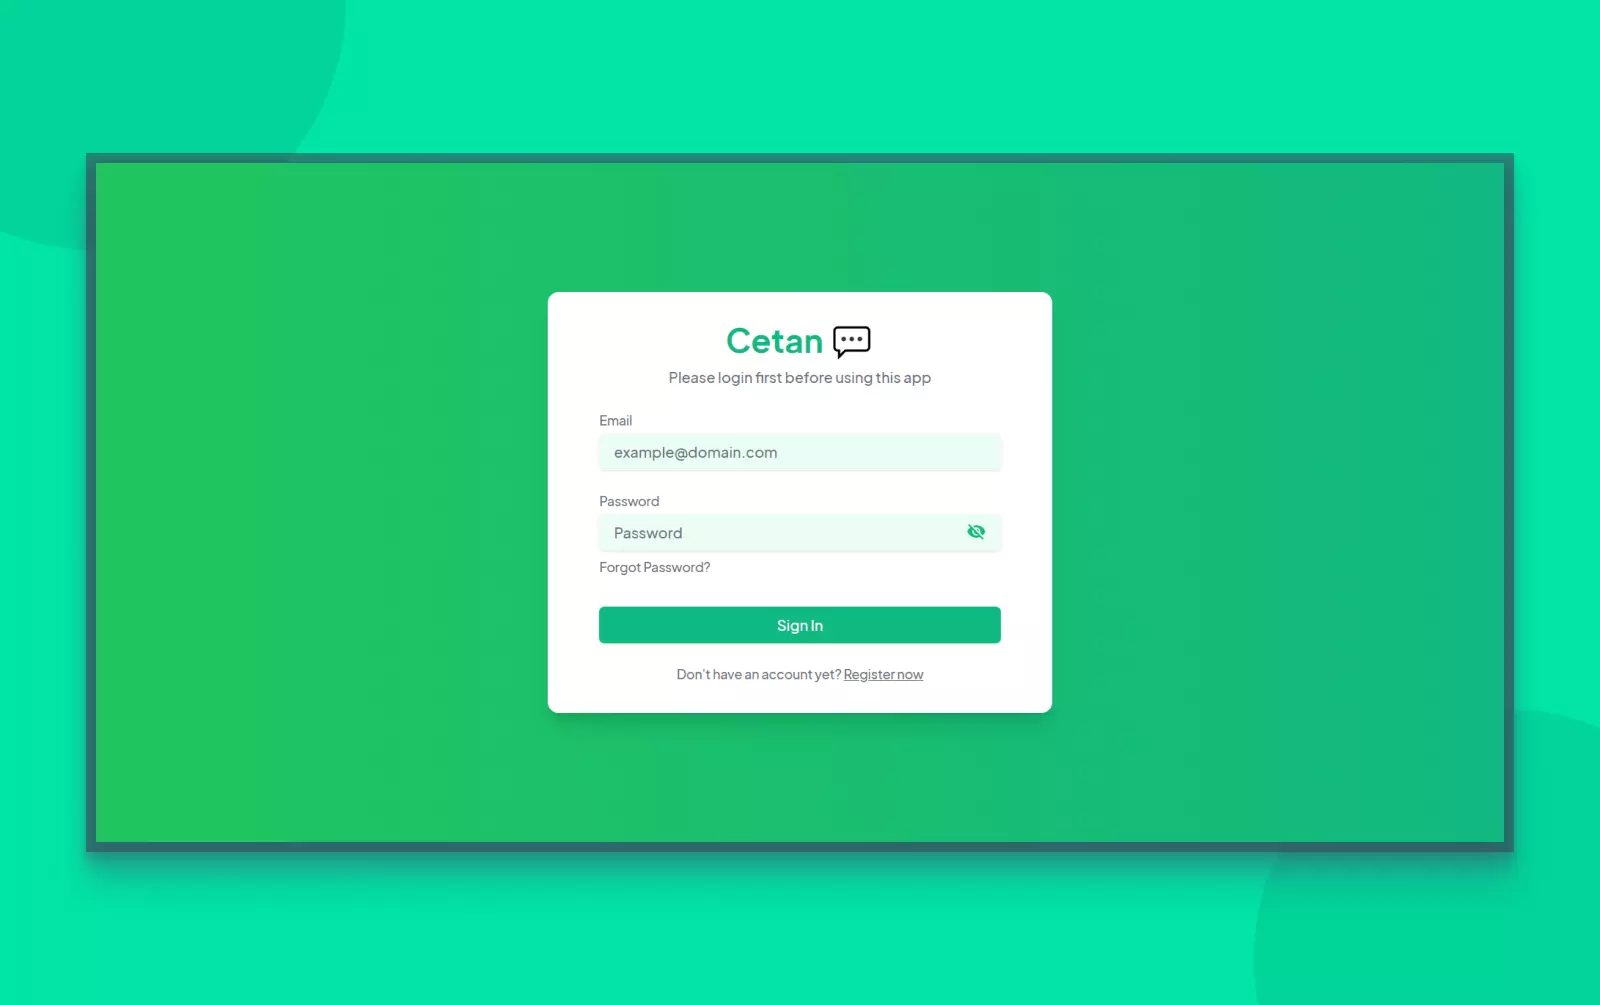 Cetan
Please login first before using this app
Email
example@domain.com
Password
Password
Forgot Password?
Sign In
Don't have an account yet? Register now